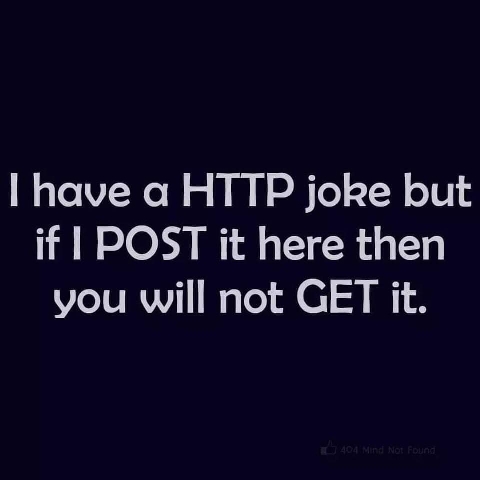 I have a HTTP joke but
if I POST it here then
you will not GET it.
404 Mind Not Found